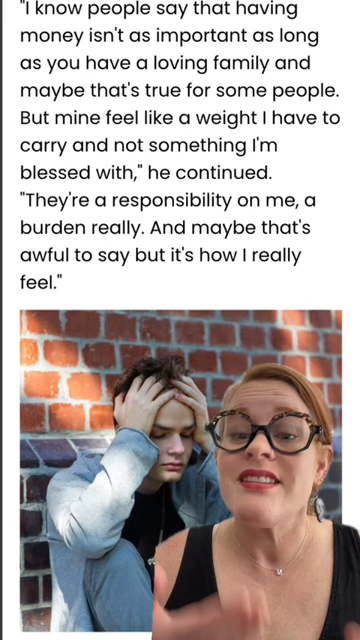 "I know people say that having
money isn't as important as long
as you have a loving family and
maybe that's true for some people.
But mine feel like a weight I have to
carry and not something I'm
blessed with," he continued.
"They're a responsibility on me, a
burden really. And maybe that's
awful to say but it's how I really
feel."
M